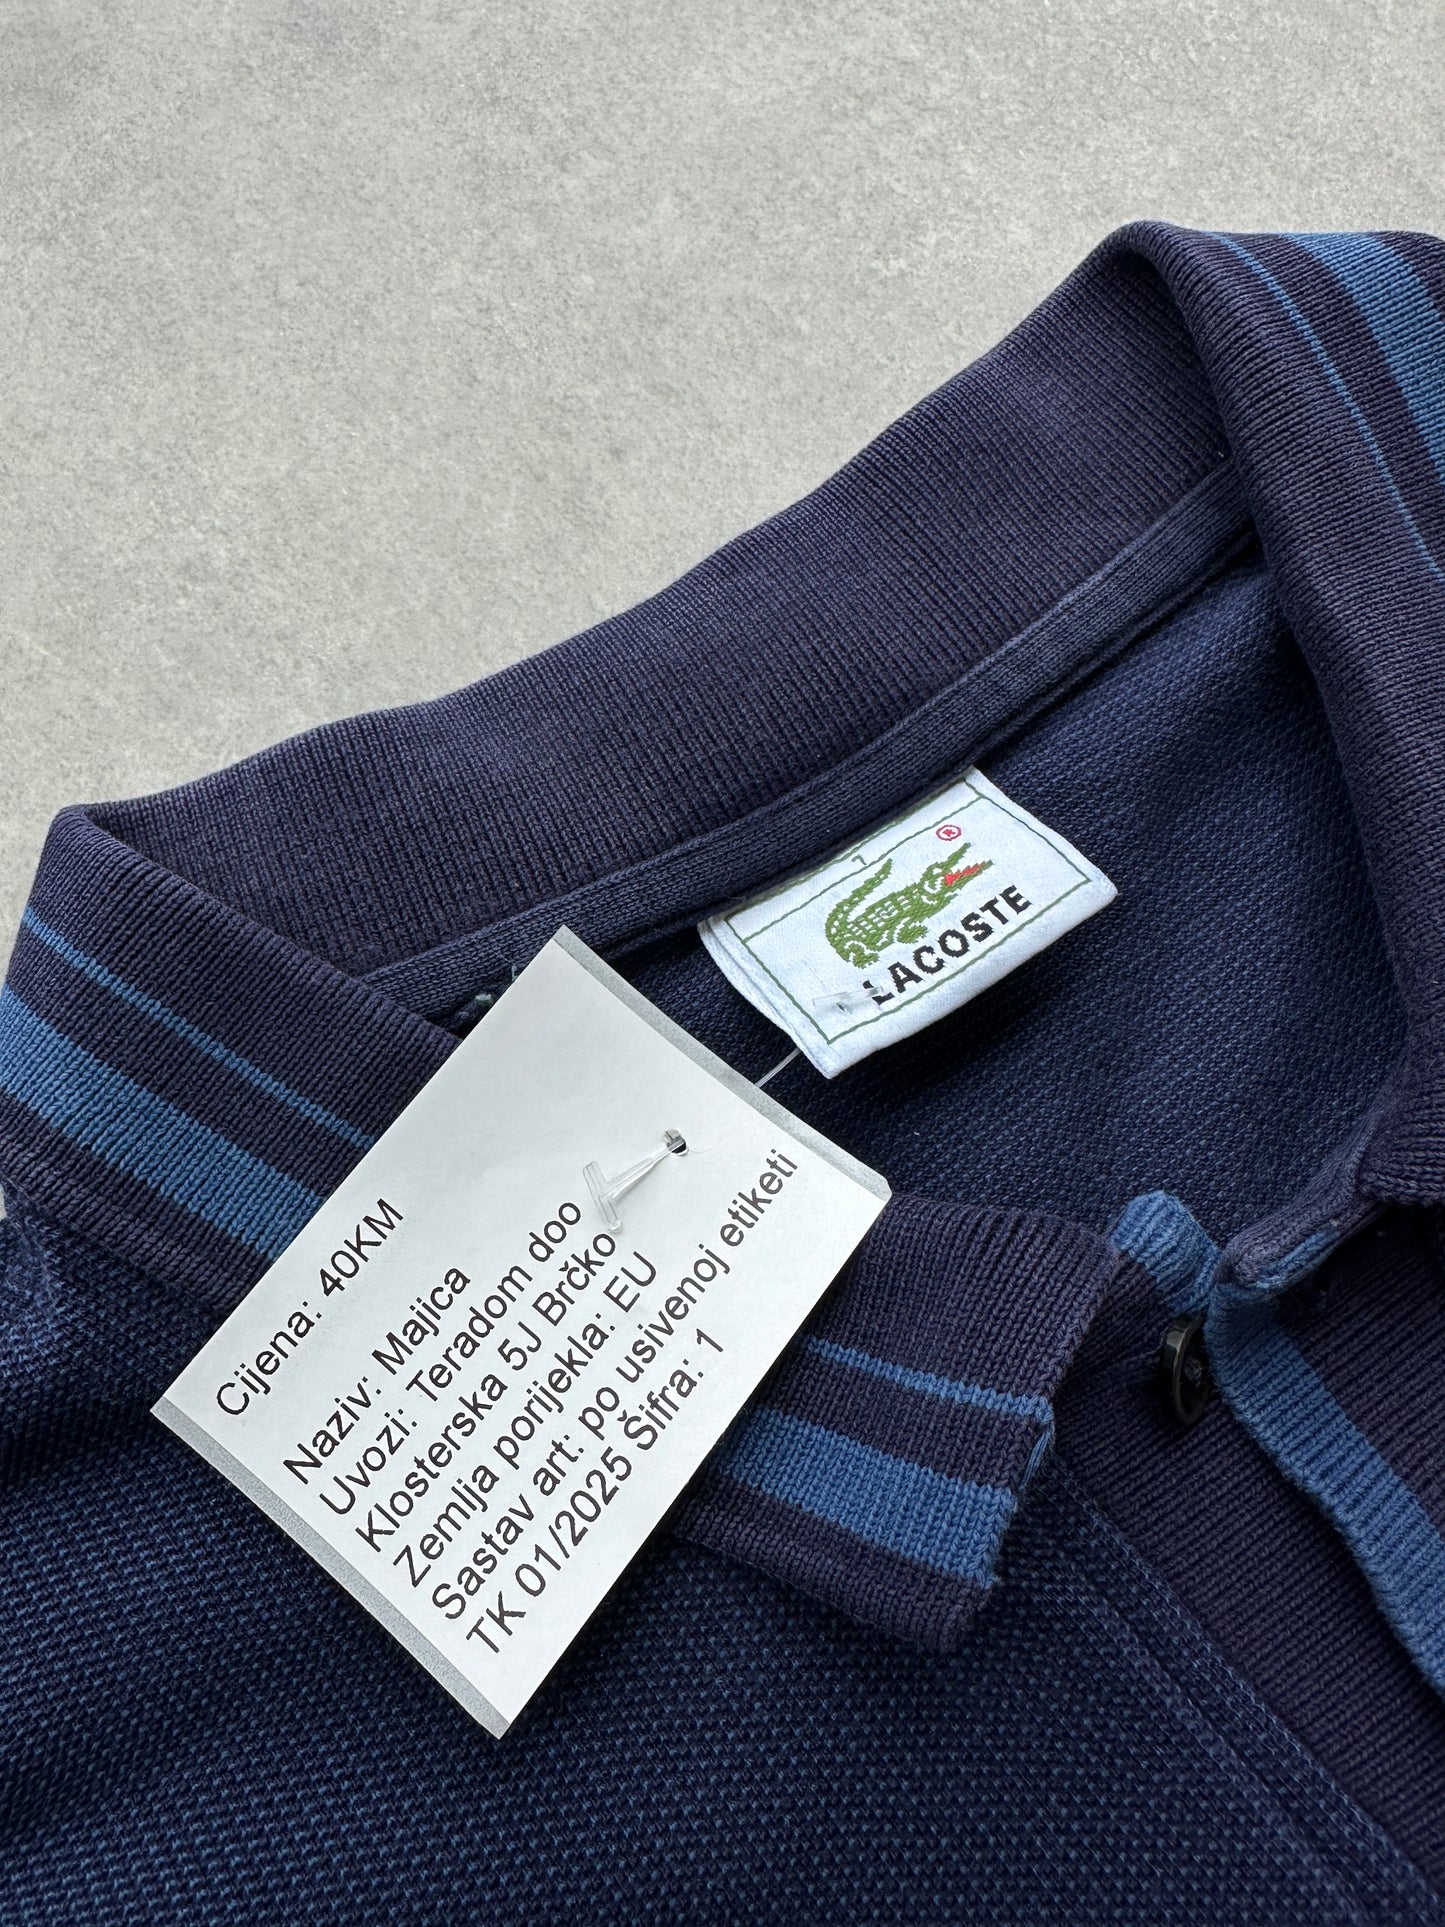 7
®
LACOSTE
Cijena: 40KM
Naziv: Majica
Uvozi: Teradom doo
Klosterska 5J Brčko
Zemlja porijekla: EU
Sastav art: po usivenoj etiketi
TK 01/2025 Šifra: 1